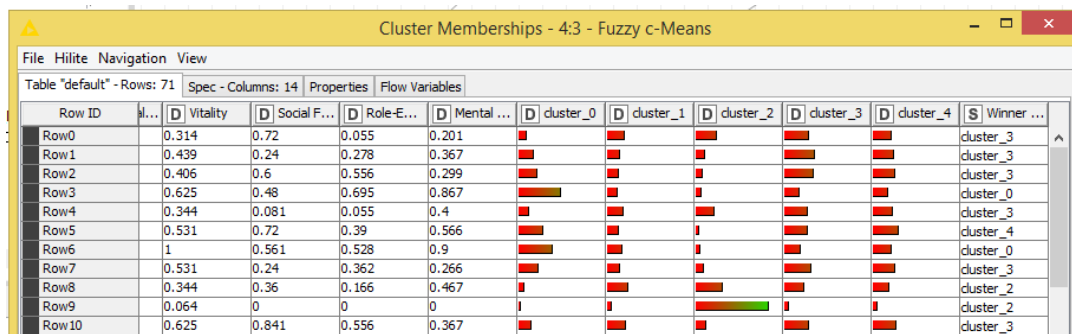 Cluster Memberships - 4:3 - Fuzzy c-Means
File Hilite Navigation View
Table "default" - Rows: 71 Spec - Columns: 14 Properties Flow Variables
Row ID al... D Vitality D Social F... D Role-E... D Mental ... D cluster_0 D cluster_1 D cluster_2 D cluster_3 D cluster_4 S Winner ...
Row0 0.314 0.72 0.055 0.201 cluster_3
Row1 0.439 0.24 0.278 0.367 cluster_3
Row2 0.406 0.6 0.556 0.299 cluster_3
Row3 0.625 0.48 0.695 0.867 cluster_0
Row4 0.344 0.081 0.055 0.4 cluster_3
Row5 0.531 0.72 0.39 0.566 cluster_4
Row6 1 0.561 0.528 0.9 cluster_0
Row7 0.531 0.24 0.362 0.266 cluster_3
Row8 0.344 0.36 0.166 0.467 cluster_2
Row9 0.064 0 0 0 cluster_2
Row10 0.625 0.841 0.556 0.367 cluster_3